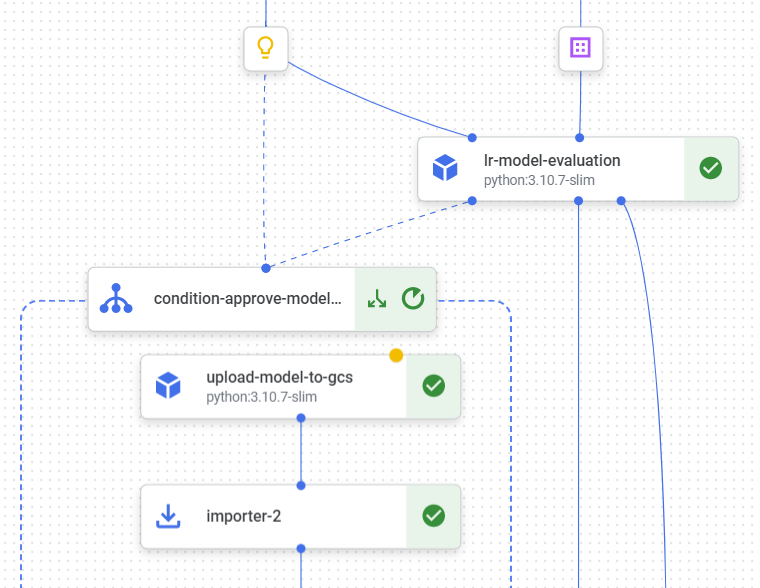 lr-model-evaluation
python:3.10.7-slim
condition-approve-model...
upload-model-to-gcs
python:3.10.7-slim
importer-2